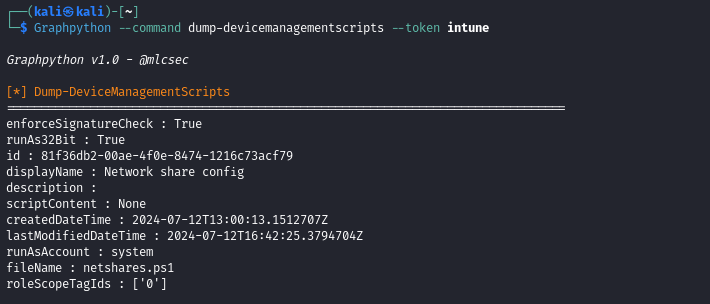 ┌──(kali㉿kali)-[~]
└─$ Graphpython --command dump-devicemanagementscripts --token intune
Graphpython v1.0 - @mlcsec
[*] Dump-DeviceManagementScripts
================================================================================
enforceSignatureCheck : True
runAs32Bit : True
id : 81f36db2-00ae-4f0e-8474-1216c73acf79
displayName : Network share config
description :
scriptContent : None
createdDateTime : 2024-07-12T13:00:13.1512707Z
lastModifiedDateTime : 2024-07-12T16:42:25.3794704Z
runAsAccount : system
fileName : netshares.ps1
roleScopeTagIds : ['0']